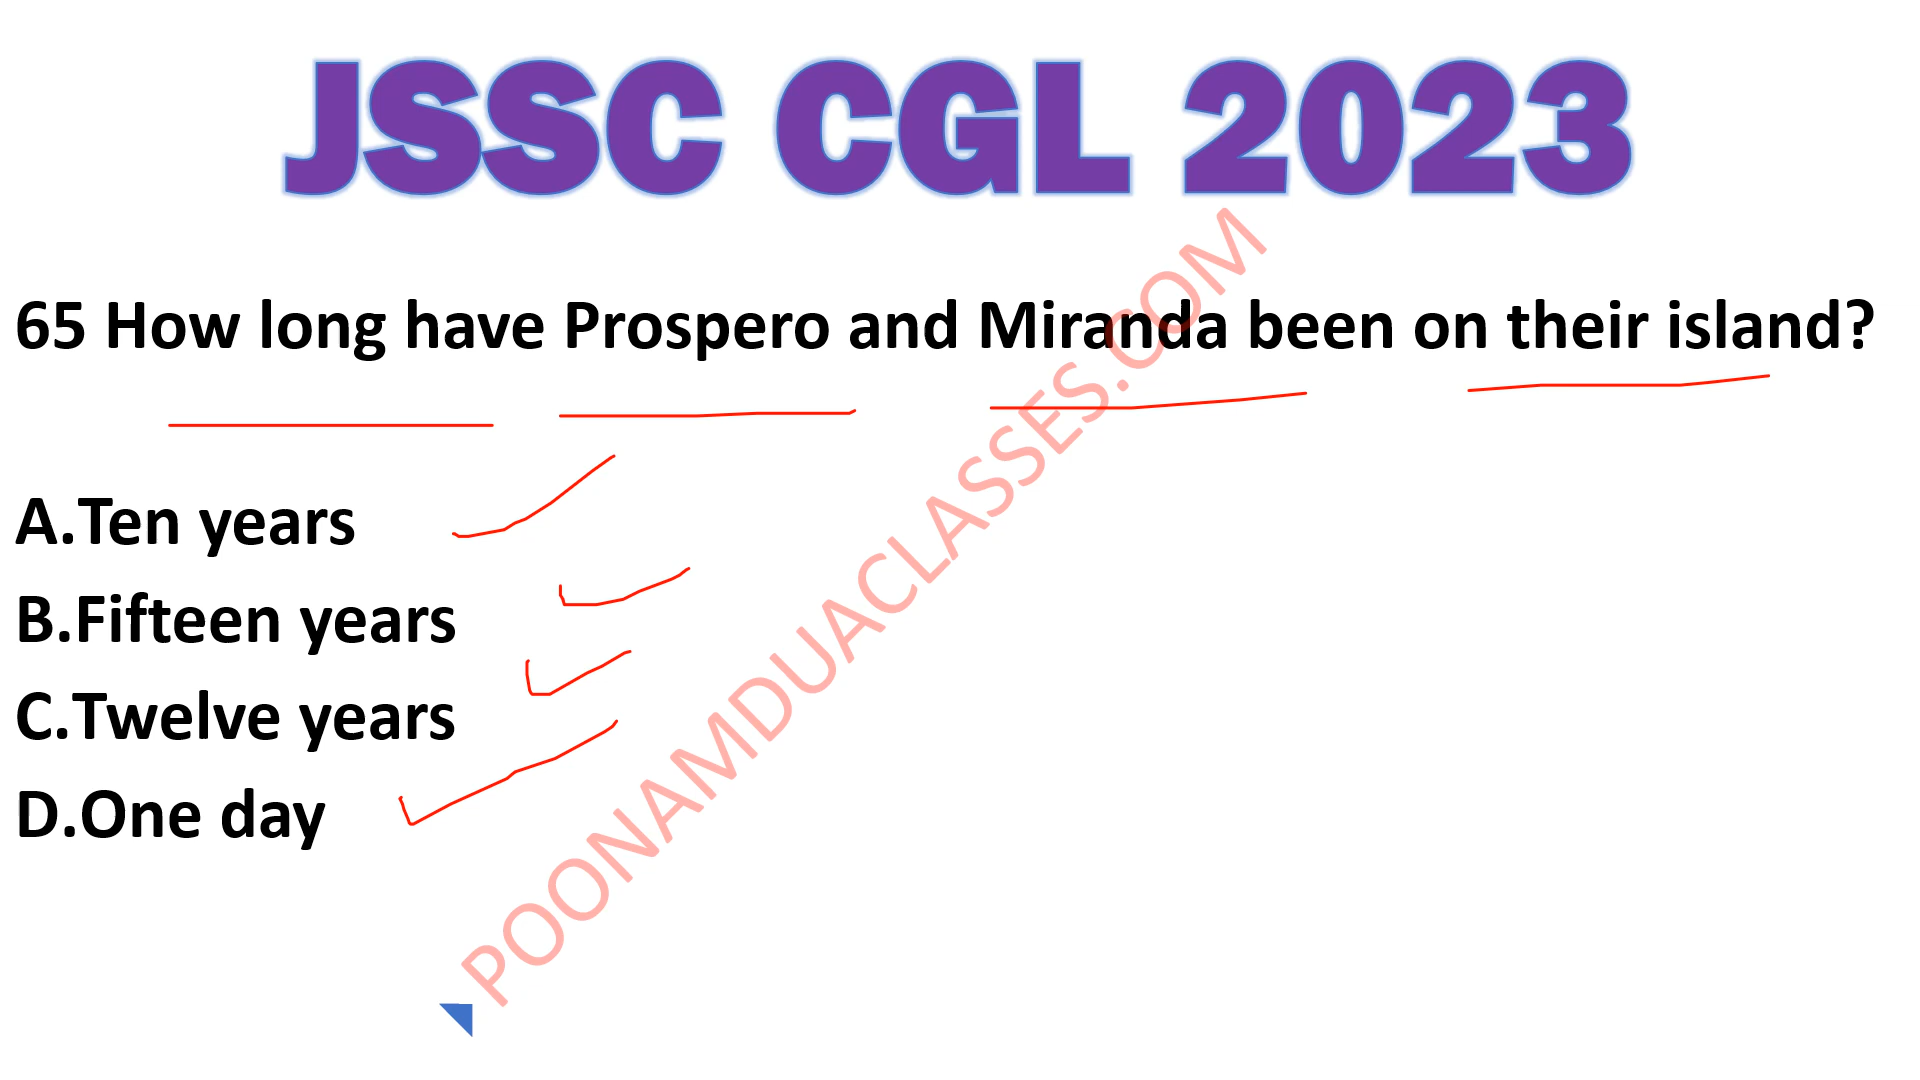 JSSC CGL 2023
65 How long have Prospero and Miranda been on their island?
A.Ten years
B.Fifteen years
C.Twelve years
D.One day
POONAMDUACLASSES.COM